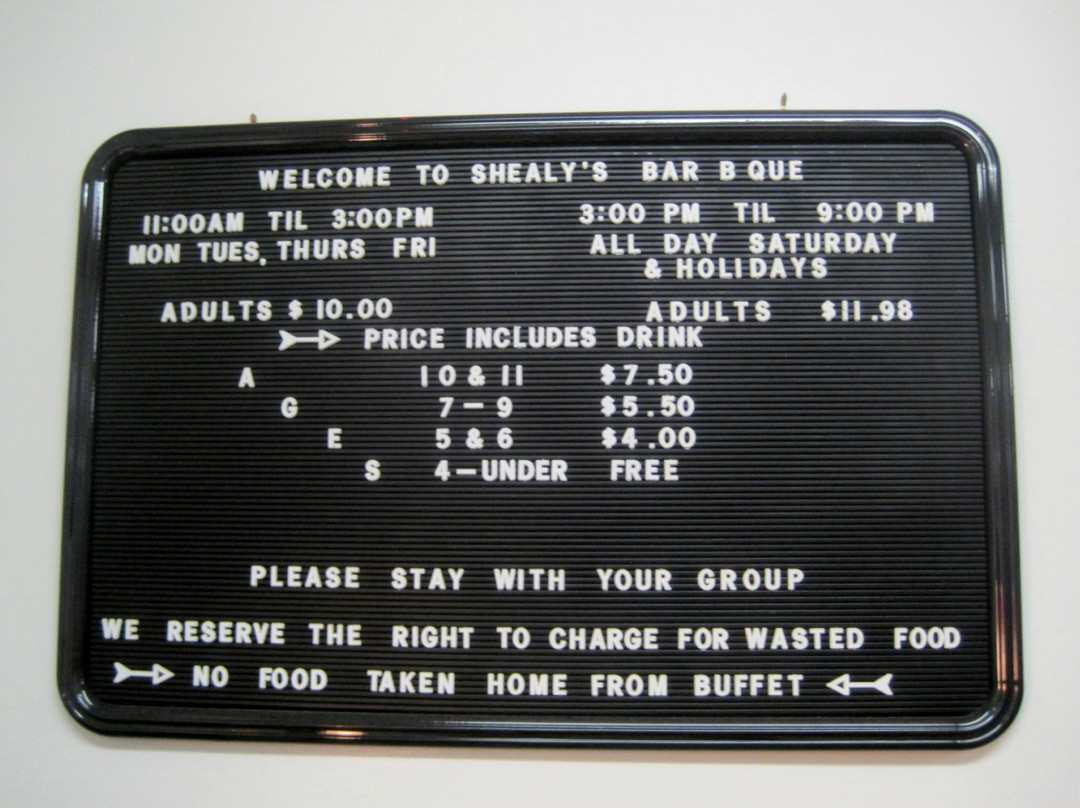 WELCOME TO SHEALY'S BAR B QUE
11:00AM TIL 3:00PM 3:00 PM TIL 9:00 PM
MON TUES, THURS FRI ALL DAY SATURDAY
& HOLIDAYS
ADULTS $ 10.00 ADULTS $11.98
PRICE INCLUDES DRINK
A 10 & 11 $7.50
G 7-9 $5.50
E 5 & 6 $4.00
S 4-UNDER FREE
PLEASE STAY WITH YOUR GROUP
WE RESERVE THE RIGHT TO CHARGE FOR WASTED FOOD
NO FOOD TAKEN HOME FROM BUFFET